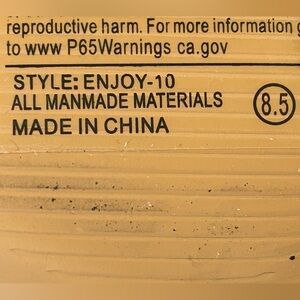 reproductive harm. For more information g
to www P65Warnings ca.gov
STYLE: ENJOY-10
ALL MANMADE MATERIALS
8.5
MADE IN CHINA